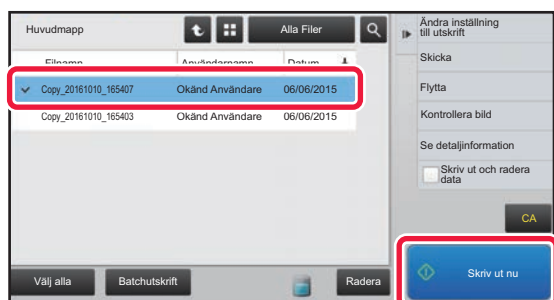 Huvudmapp
Alla Filer
Filnamn Användarnamn Datum
Copy_20161010_165407 Okänd Användare 06/06/2015
Copy_20161010_165403 Okänd Användare 06/06/2015
Ändra inställning
till utskrift
Skicka
Flytta
Kontrollera bild
Se detaljinformation
Skriv ut och radera
data
CA
Välj alla
Batchutskrift
Radera
Skriv ut nu